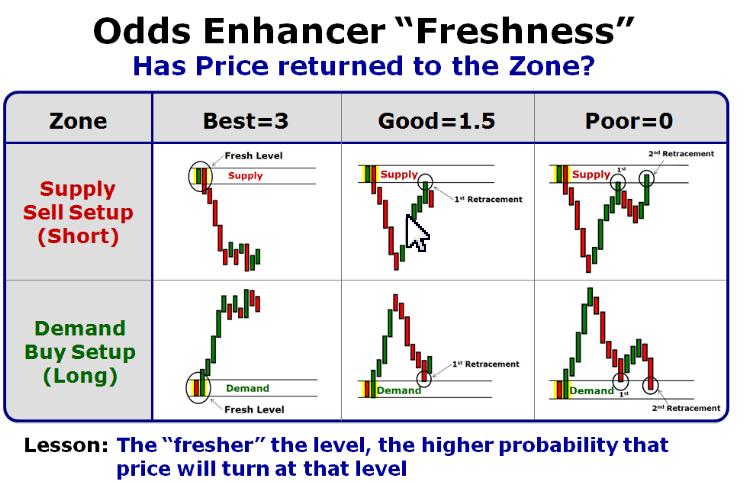 Odds Enhancer “Freshness”
Has Price returned to the Zone?
Zone
Best=3
Good=1.5
Poor=0
Supply
Sell Setup
(Short)
Fresh Level
Supply
Supply
1st Retracement
Supply
1st
2nd Retracement
Demand
Buy Setup
(Long)
Demand
Fresh Level
1st Retracement
Demand
Demand
1st
2nd Retracement
Lesson: The “fresher” the level, the higher probability that
price will turn at that level